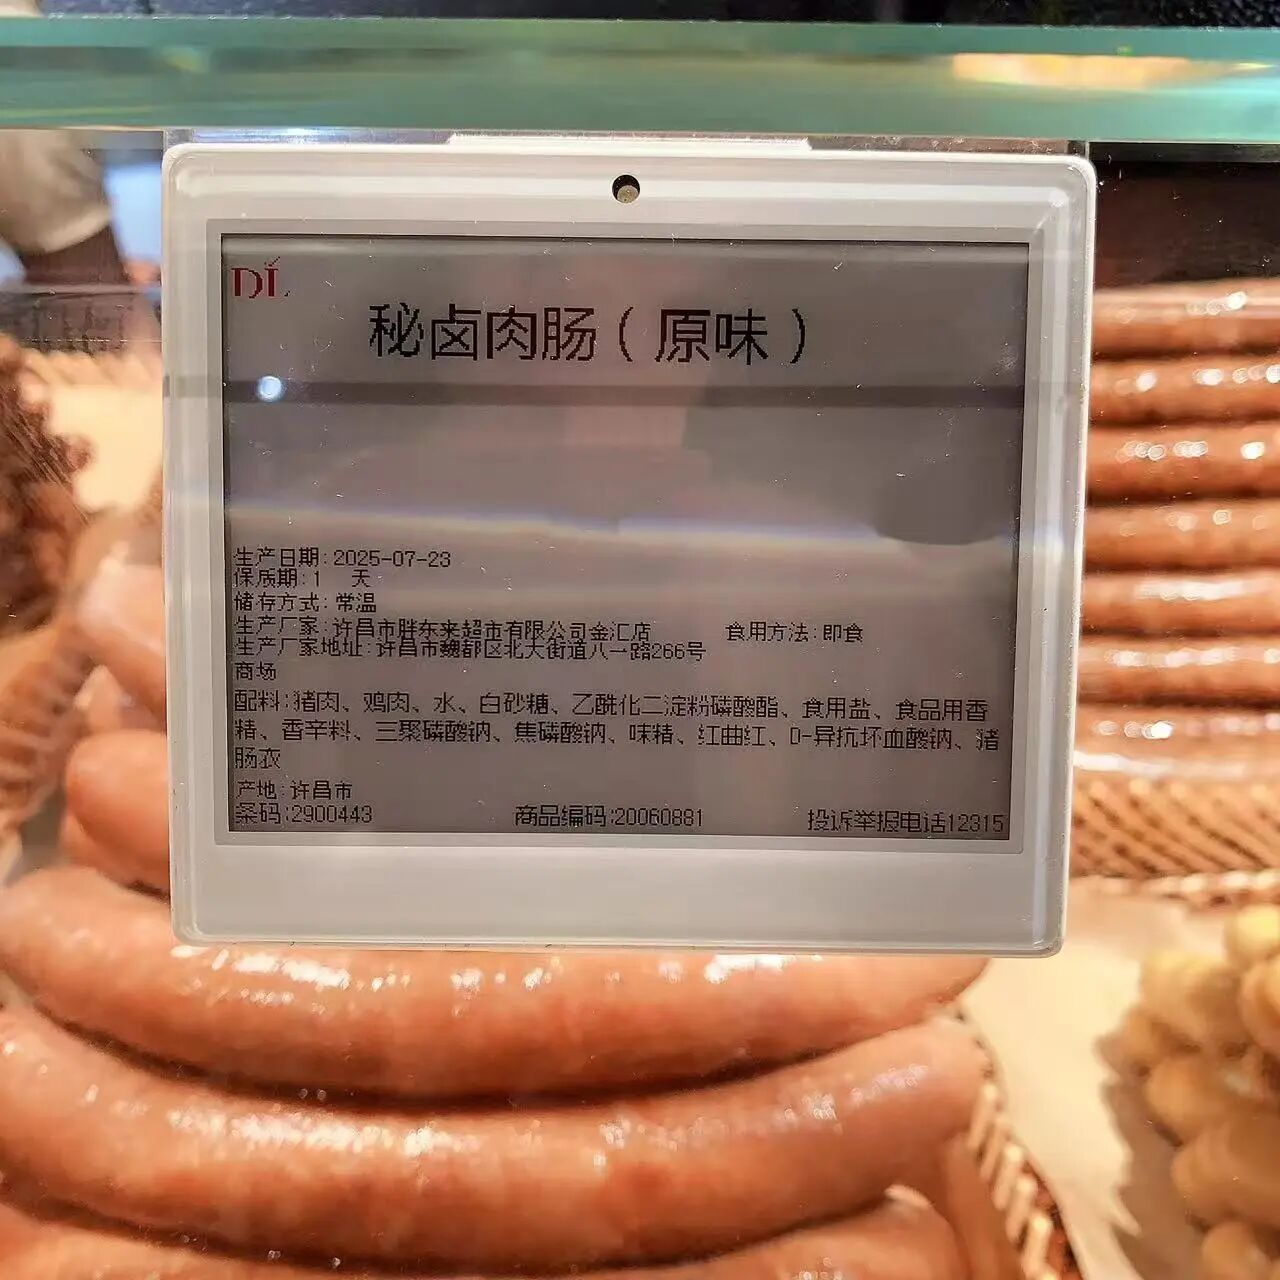 DL
秘卤肉肠（原味）
生产日期:2025-07-23
保质期:1 天
储存方式:常温
生产厂家:许昌市胖东来超市有限公司金汇店 食用方法:即食
生产厂家地址:许昌市魏都区北大街道八一路266号
商场
配料:猪肉、鸡肉、水、白砂糖、乙酰化二淀粉磷酸酯、食用盐、食品用香
精、香辛料、三聚磷酸钠、焦磷酸钠、味精、红曲红、D-异抗坏血酸钠、猪
肠衣
产地:许昌市
条码:2900443 商品编码:20060881 投诉举报电话12315